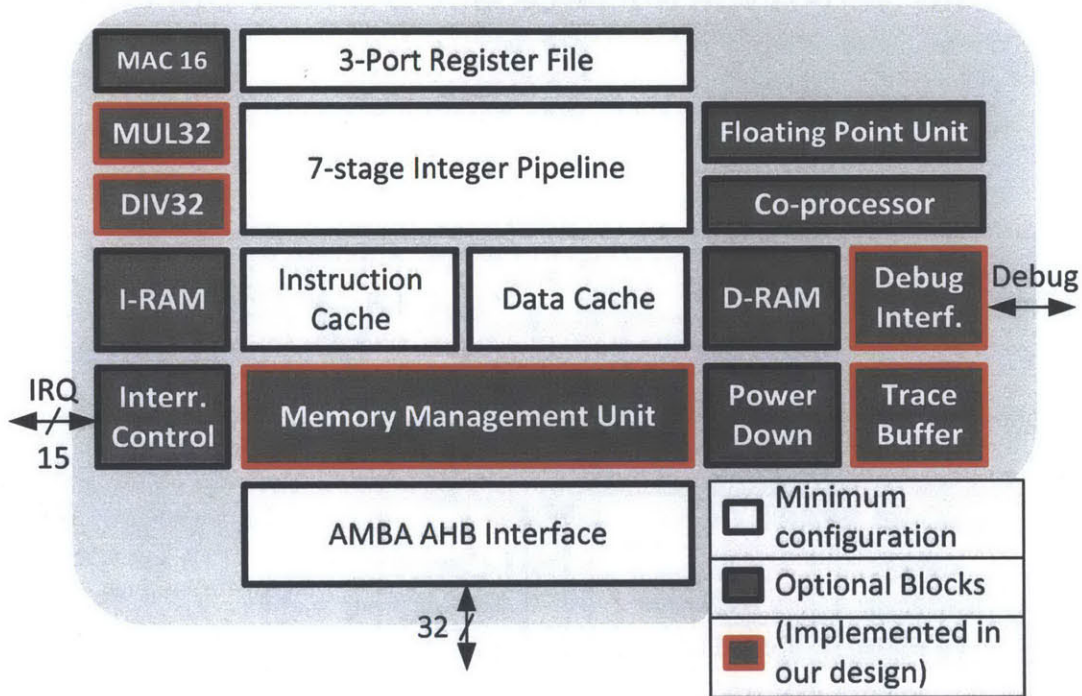 MAC 16
3-Port Register File
MUL32
7-stage Integer Pipeline
Floating Point Unit
DIV32
Co-processor
I-RAM
Instruction
Cache
Data Cache
D-RAM
Debug
Interf.
Debug
IRQ
15
Interr.
Control
Memory Management Unit
Power
Down
Trace
Buffer
AMBA AHB Interface
32
Minimum
configuration
Optional Blocks
(Implemented in
our design)